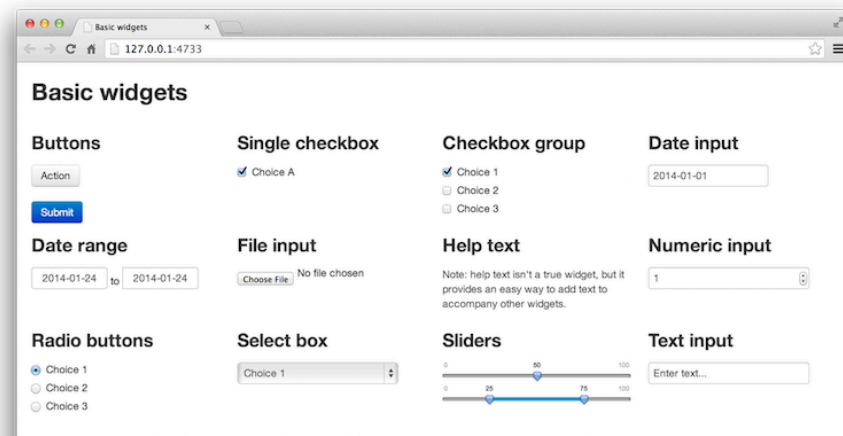 Basic widgets
127.0.0.1:4733
Basic widgets
Buttons
Action
Submit
Single checkbox
Choice A
Checkbox group
Choice 1
Choice 2
Choice 3
Date input
2014-01-01
Date range
2014-01-24 to 2014-01-24
File input
Choose File No file chosen
Help text
Note: help text isn't a true widget, but it
provides an easy way to add text to
accompany other widgets.
Numeric input
1
Radio buttons
Choice 1
Choice 2
Choice 3
Select box
Choice 1
Sliders
0 50 100
0 25 75 100
Text input
Enter text...